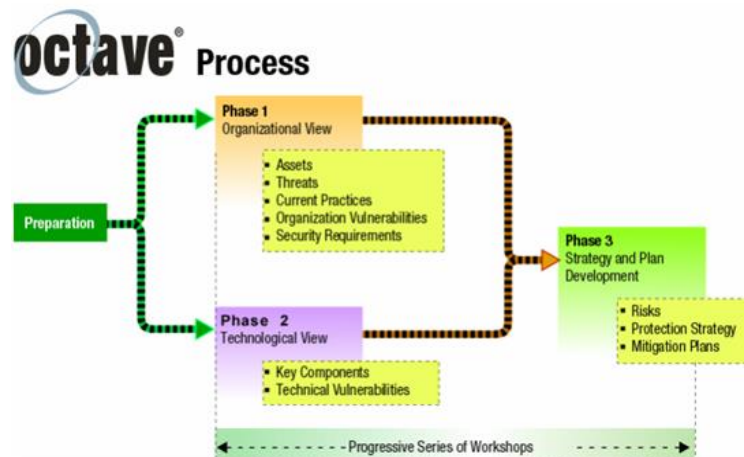 octave® Process
Phase 1
Organizational View
Assets
Threats
Current Practices
Organization Vulnerabilities
Security Requirements
Preparation
Phase 3
Strategy and Plan
Development
Risks
Protection Strategy
Mitigation Plans
Phase 2
Technological View
Key Components
Technical Vulnerabilities
Progressive Series of Workshops